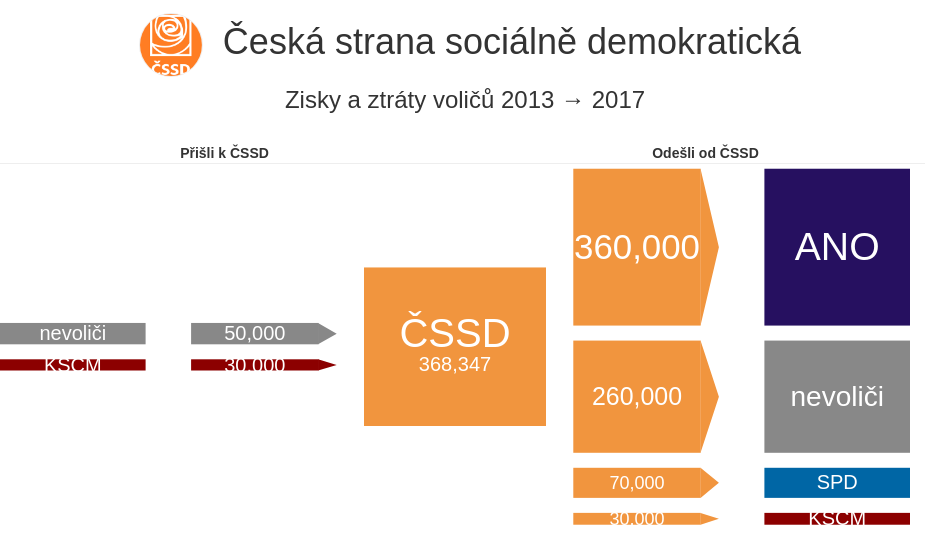 ČSSD
Česká strana sociálně demokratická
Zisky a ztráty voličů 2013 → 2017
Přišli k ČSSD
Odešli od ČSSD
nevoliči
50,000
KSČM
30,000
ČSSD
368,347
360,000
ANO
260,000
nevoliči
70,000
SPD
30,000
KSČM